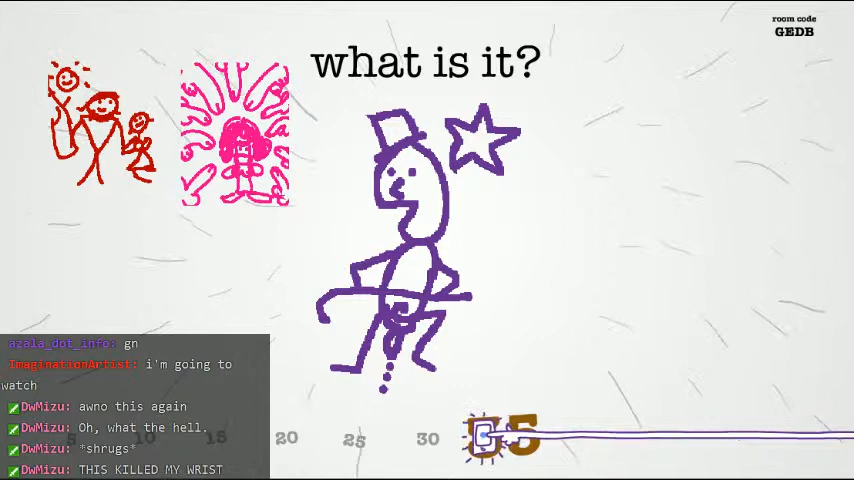 room code
GEDB
what is it?
azala_dot_info: gn
ImaginationArtist: i'm going to
watch
DwMizu: awno this again
DwMizu: Oh, what the hell.
DwMizu: *shrugs*
DwMizu: THIS KILLED MY WRIST
5 10 15 20 25 30